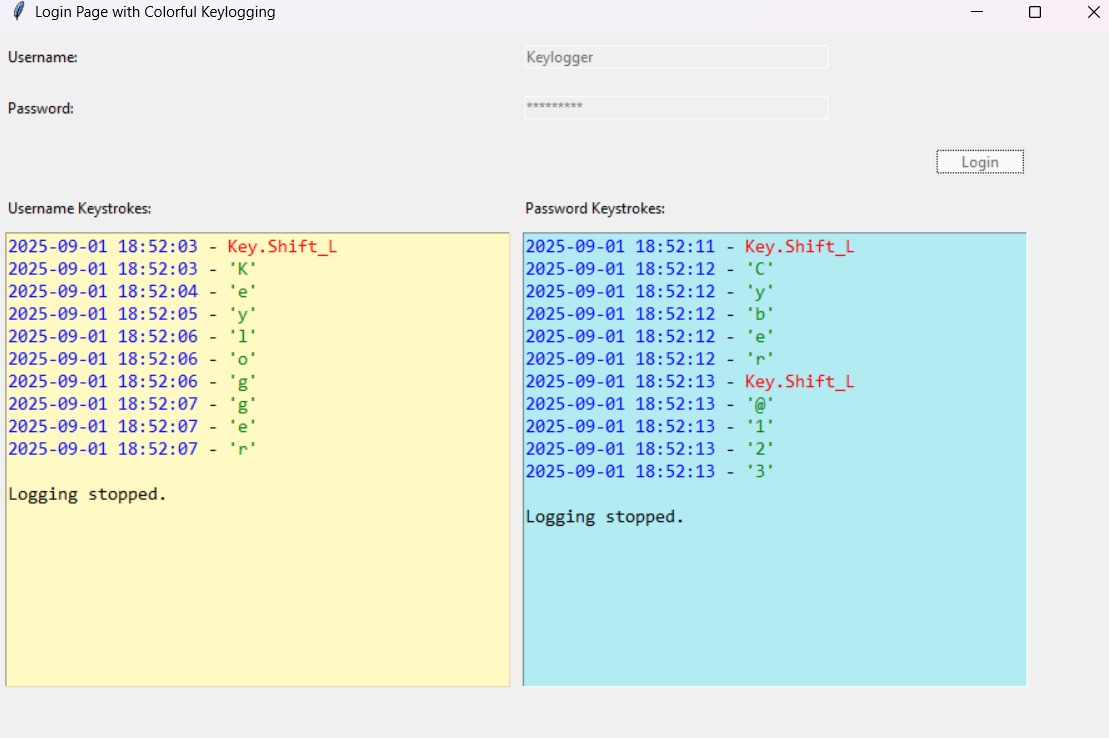 Login Page with Colorful Keylogging
Username:
Keylogger
Password:
*********
Login
Username Keystrokes:
2025-09-01 18:52:03 - Key.Shift_L
2025-09-01 18:52:03 - 'K'
2025-09-01 18:52:04 - 'e'
2025-09-01 18:52:05 - 'y'
2025-09-01 18:52:06 - 'l'
2025-09-01 18:52:06 - 'o'
2025-09-01 18:52:06 - 'g'
2025-09-01 18:52:07 - 'g'
2025-09-01 18:52:07 - 'e'
2025-09-01 18:52:07 - 'r'
Logging stopped.
Password Keystrokes:
2025-09-01 18:52:11 - Key.Shift_L
2025-09-01 18:52:12 - 'C'
2025-09-01 18:52:12 - 'y'
2025-09-01 18:52:12 - 'b'
2025-09-01 18:52:12 - 'e'
2025-09-01 18:52:12 - 'r'
2025-09-01 18:52:13 - Key.Shift_L
2025-09-01 18:52:13 - '@'
2025-09-01 18:52:13 - '1'
2025-09-01 18:52:13 - '2'
2025-09-01 18:52:13 - '3'
Logging stopped.